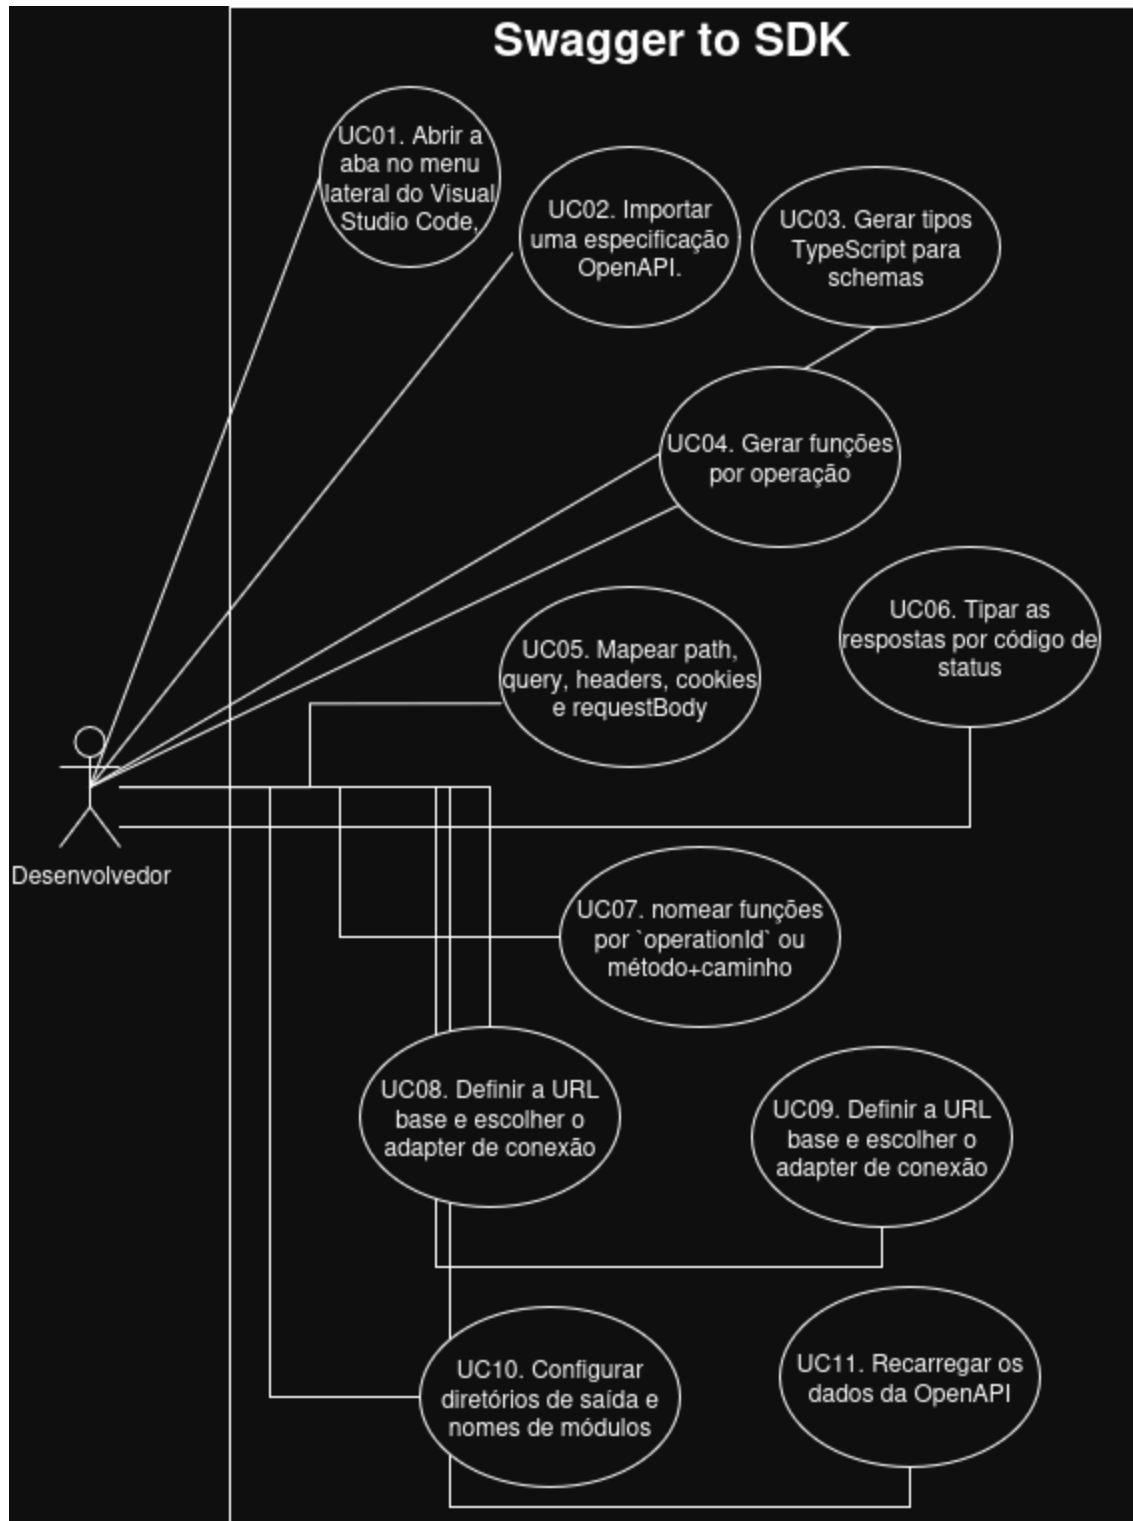 Swagger to SDK
UC01. Abrir a
aba no menu
lateral do Visual
Studio Code,
UC02. Importar
uma especificação
OpenAPI.
UC03. Gerar tipos
TypeScript para
schemas
UC04. Gerar funções
por operação
UC05. Mapear path,
query, headers, cookies
e requestBody
UC06. Tipar as
respostas por código de
status
Desenvolvedor
UC07. nomear funções
por `operationId` ou
método+caminho
UC08. Definir a URL
base e escolher o
adapter de conexão
UC09. Definir a URL
base e escolher o
adapter de conexão
UC10. Configurar
diretórios de saída e
nomes de módulos
UC11. Recarregar os
dados da OpenAPI